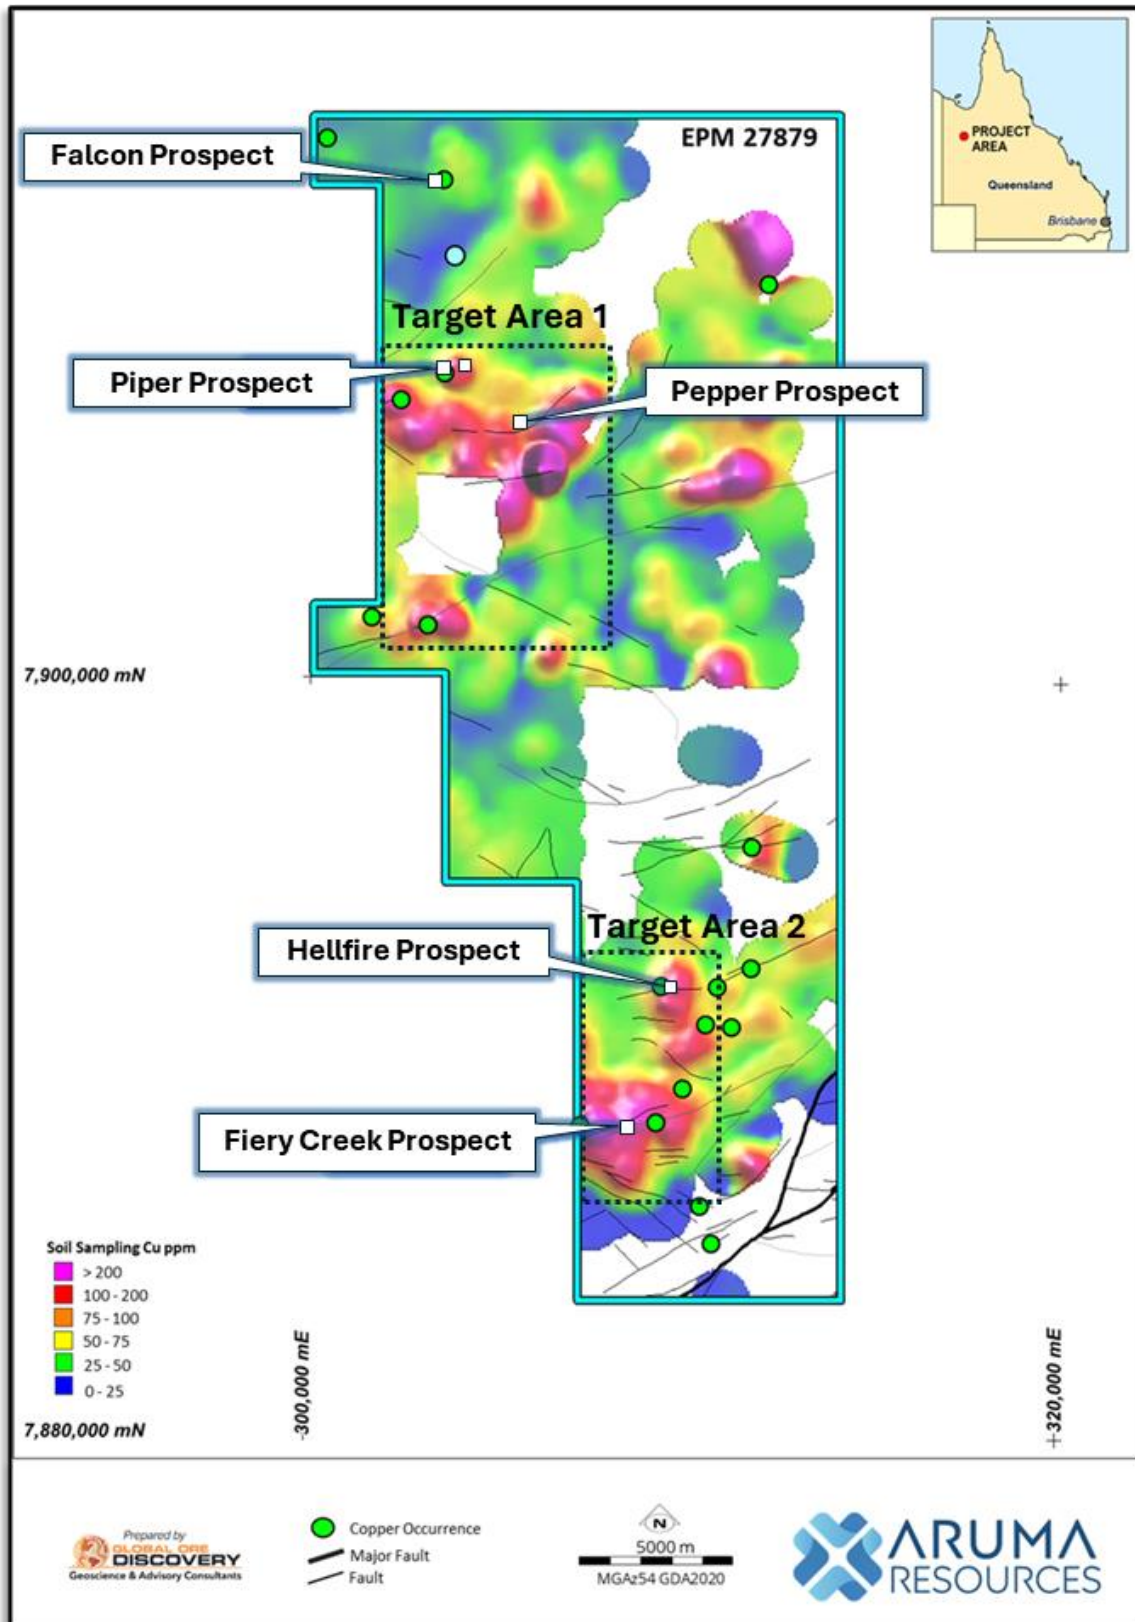 EPM 27879
PROJECT
AREA
Queensland
Brisbane
Falcon Prospect
Target Area 1
Piper Prospect
Pepper Prospect
7,900,000 mN
Target Area 2
Hellfire Prospect
Fiery Creek Prospect
Soil Sampling Cu ppm
> 200
100 - 200
75 - 100
50 - 75
25 - 50
0 - 25
300,000 mE
320,000 mE
7,880,000 mN
Prepared by
GLOBAL ORE
DISCOVERY
Geoscience & Advisory Consultants
Copper Occurrence
Major Fault
Fault
N
5000 m
MGAz54 GDA2020
ARUMA
RESOURCES